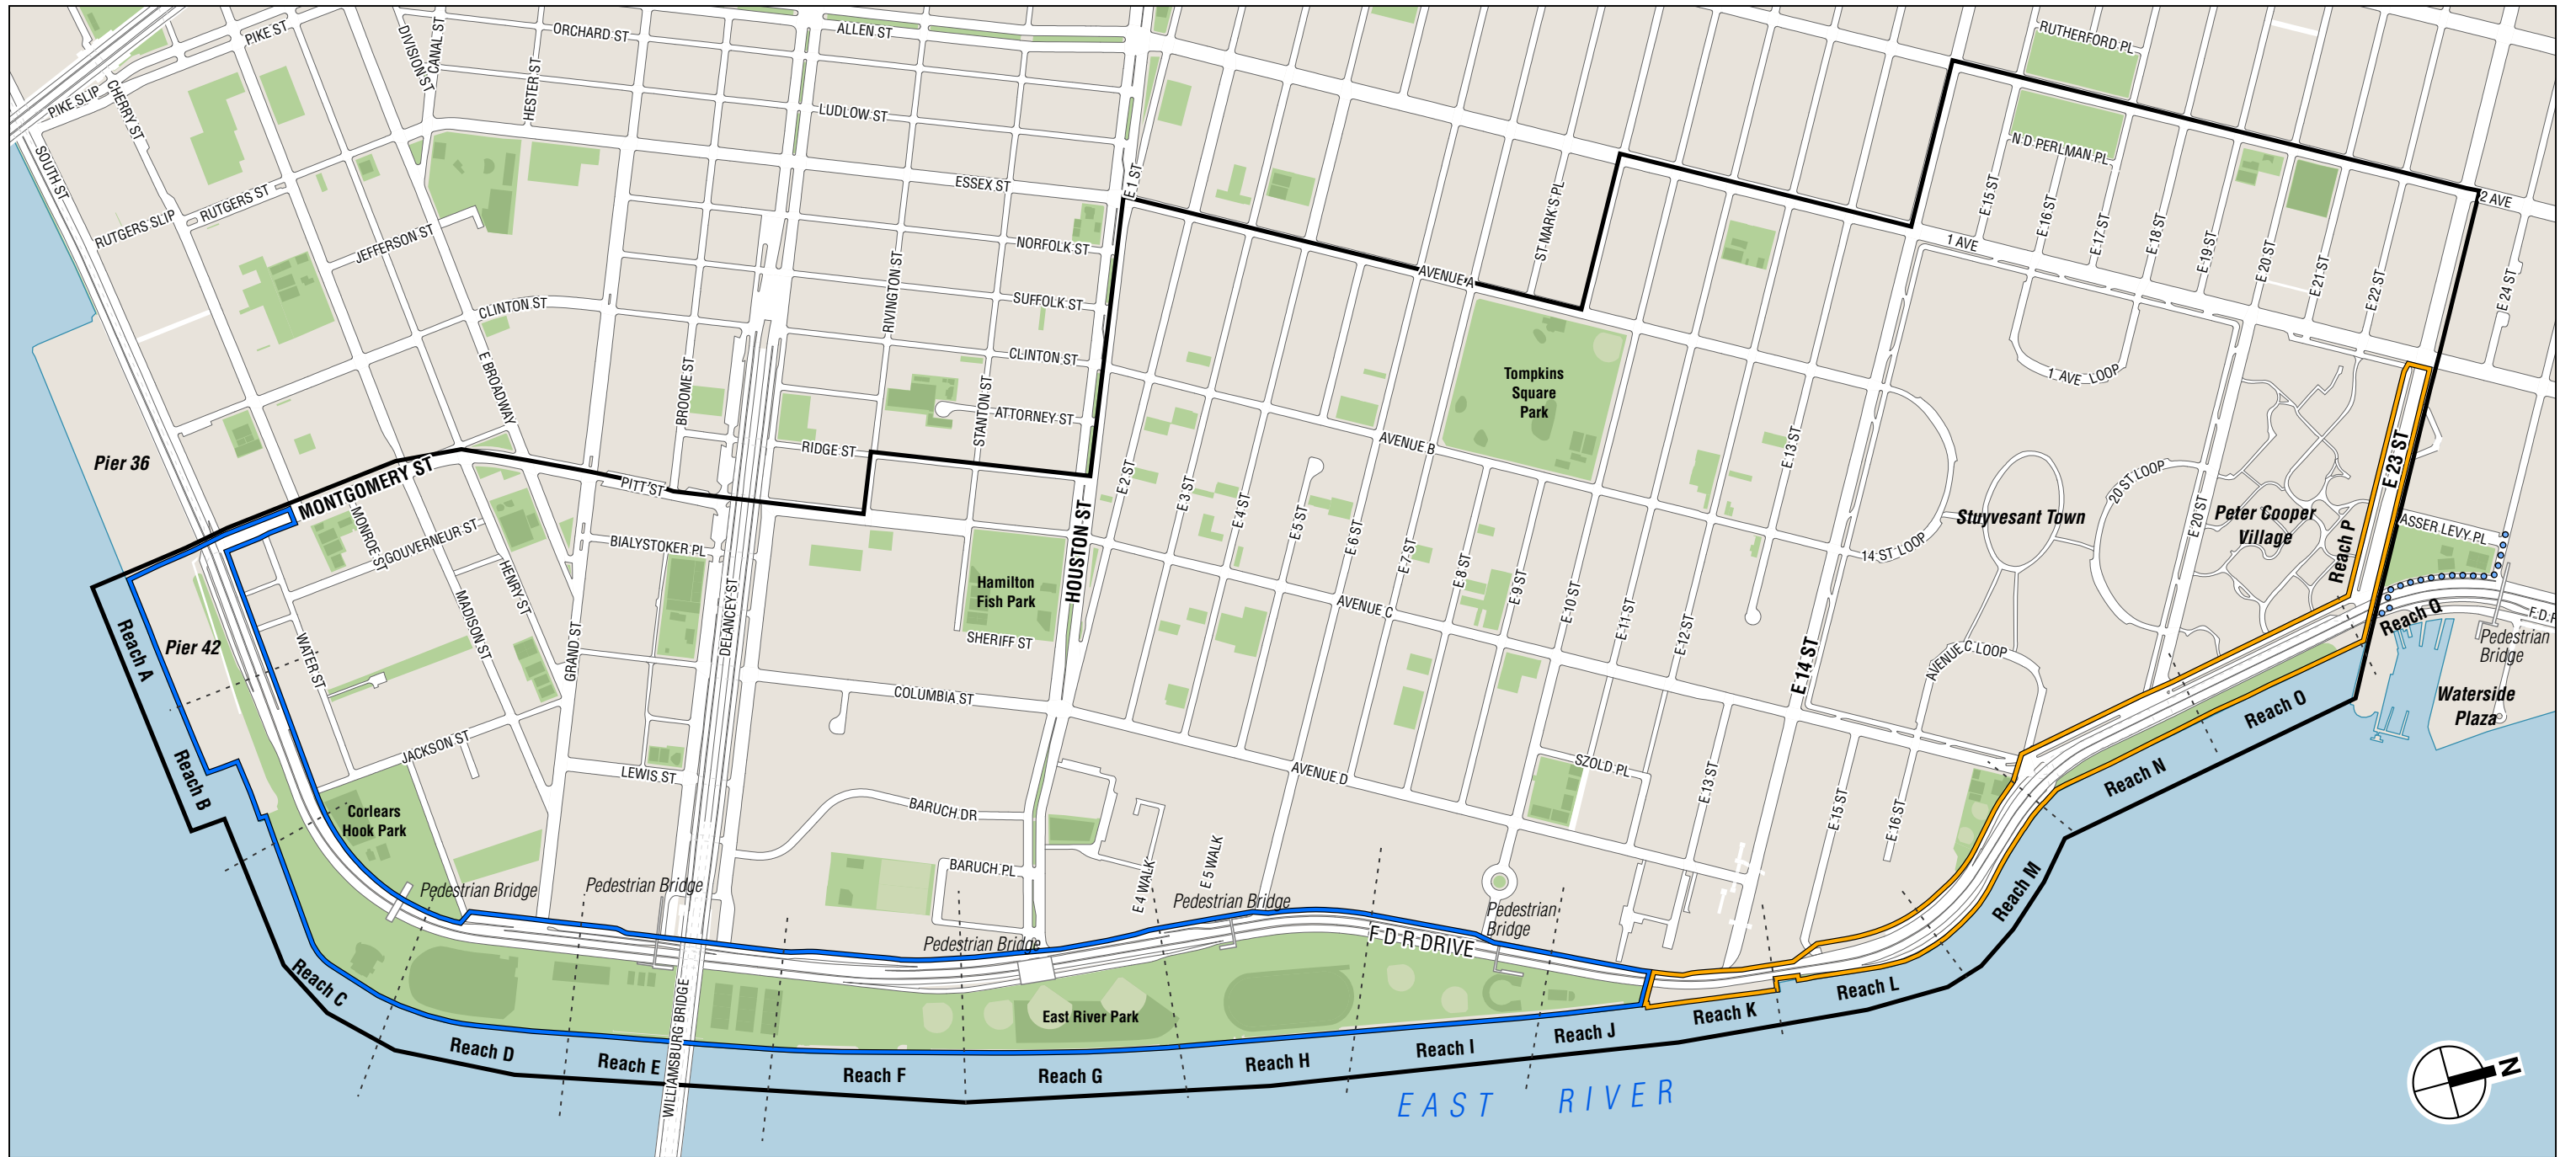 PIKE ST
DIVISION ST
CANAL ST
ORCHARD ST
ALLEN ST
RUTHERFORD PL
PIKE SLIP
CHERRY ST
HESTER ST
LUDLOW ST
SOUTH ST
N D PERLMAN PL
ESSEX ST
E 1 ST
ST MARK'S PL
E 15 ST
E 16 ST
E 17 ST
E 18 ST
E 19 ST
E 20 ST
E 21 ST
E 22 ST
2 AVE
E 24 ST
RUTGERS SLIP
RUTGERS ST
JEFFERSON ST
NORFOLK ST
1 AVE
AVENUE A
CLINTON ST
RIVINGTON ST
SUFFOLK ST
CLINTON ST
E BROADWAY
BROOME ST
STANTON ST
ATTORNEY ST
Tompkins
Square
Park
1 AVE LOOP
RIDGE ST
AVENUE B
E 13 ST
E 23 ST
Pier 36
MONTGOMERY ST
PITT ST
E 2 ST
E 3 ST
E 4 ST
E 5 ST
E 6 ST
E 7 ST
E 8 ST
E 9 ST
E 10 ST
E 11 ST
E 12 ST
20 ST LOOP
E 20 ST
Stuyvesant Town
Peter Cooper
Village
Reach P
ASSER LEVY PL
MONROE ST
GOUVERNEUR ST
BIALYSTOKER PL
HOUSTON ST
14 ST LOOP
HENRY ST
Hamilton
Fish Park
AVENUE C
Reach Q
F D R
Pedestrian
Bridge
MADISON ST
DELANCEY ST
SHERIFF ST
Reach A
Pier 42
WATER ST
GRAND ST
E 14 ST
AVENUE C LOOP
COLUMBIA ST
Waterside
Plaza
Reach O
JACKSON ST
Reach B
LEWIS ST
AVENUE D
SZOLD PL
E 13 ST
E 15 ST
E 16 ST
Reach N
Corlears
Hook Park
BARUCH DR
BARUCH PL
E 4 WALK
E 5 WALK
Pedestrian Bridge
Pedestrian Bridge
Pedestrian Bridge
Pedestrian Bridge
Pedestrian
Bridge
Reach M
F D R DRIVE
Reach C
WILLIAMSBURG BRIDGE
East River Park
Reach L
Reach K
Reach J
Reach I
Reach H
Reach G
Reach F
Reach E
Reach D
EAST RIVER
N